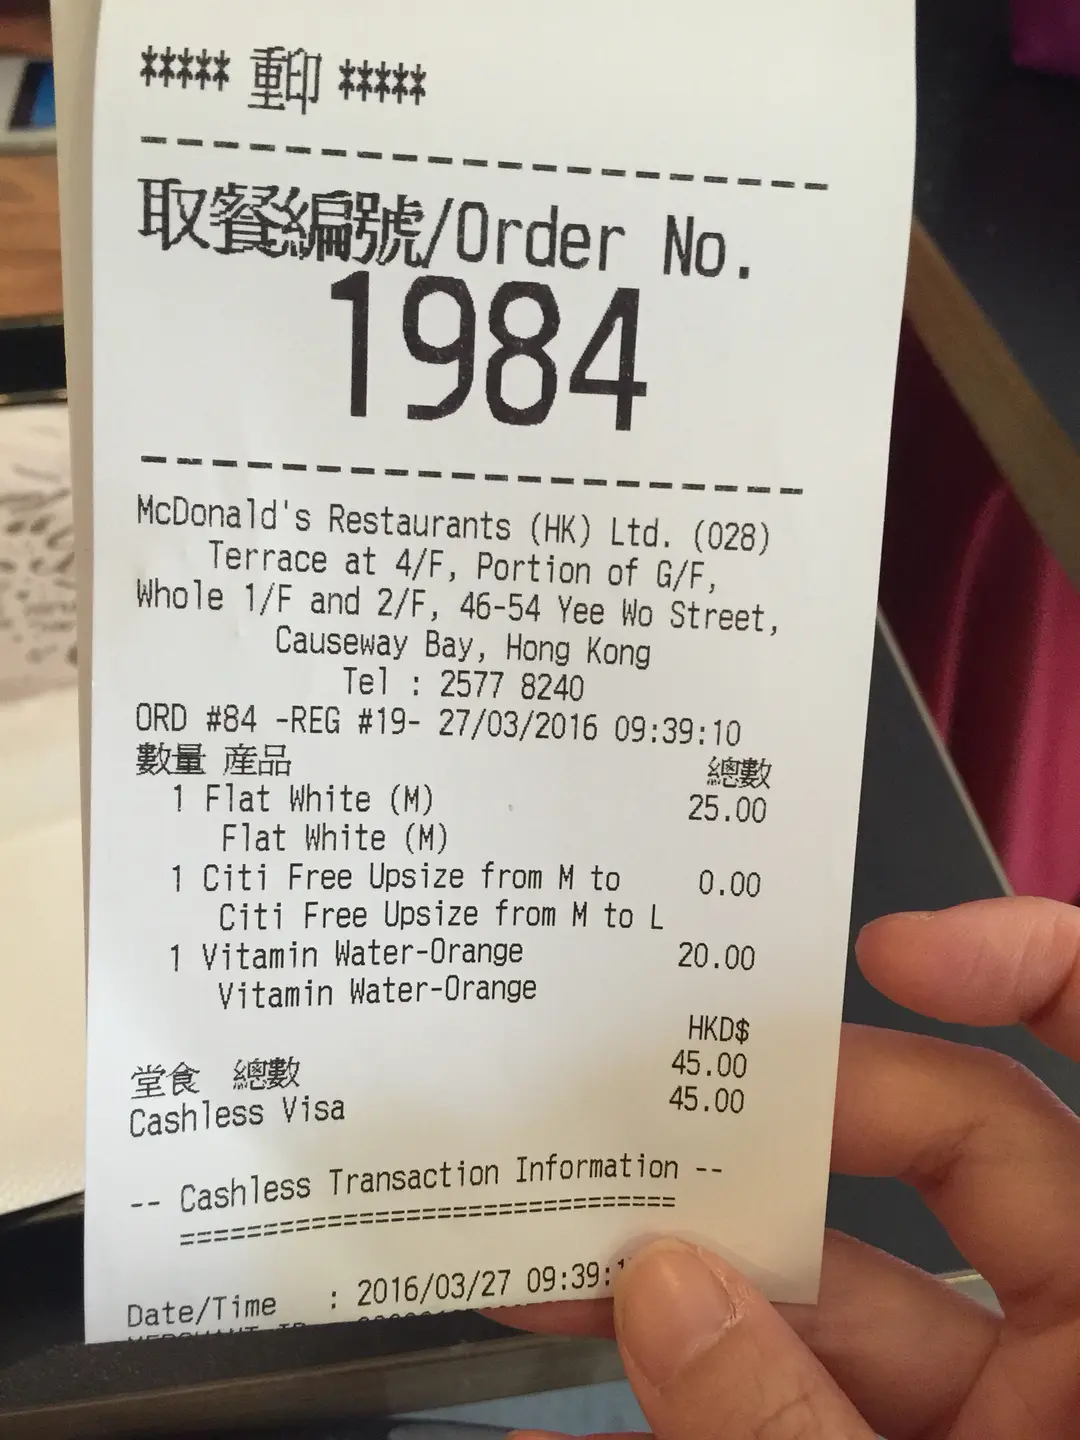 ***** 重印 *****
取餐編號/Order No.
1984
McDonald's Restaurants (HK) Ltd. (028)
Terrace at 4/F, Portion of G/F,
Whole 1/F and 2/F, 46-54 Yee Wo Street,
Causeway Bay, Hong Kong
Tel : 2577 8240
ORD #84 -REG #19- 27/03/2016 09:39:10
數量 産品 總數
1 Flat White (M) 25.00
Flat White (M)
1 Citi Free Upsize from M to 0.00
Citi Free Upsize from M to L
1 Vitamin Water-Orange 20.00
Vitamin Water-Orange
HKD$
堂食 總數 45.00
Cashless Visa 45.00
-- Cashless Transaction Information --
==============================
Date/Time : 2016/03/27 09:39: